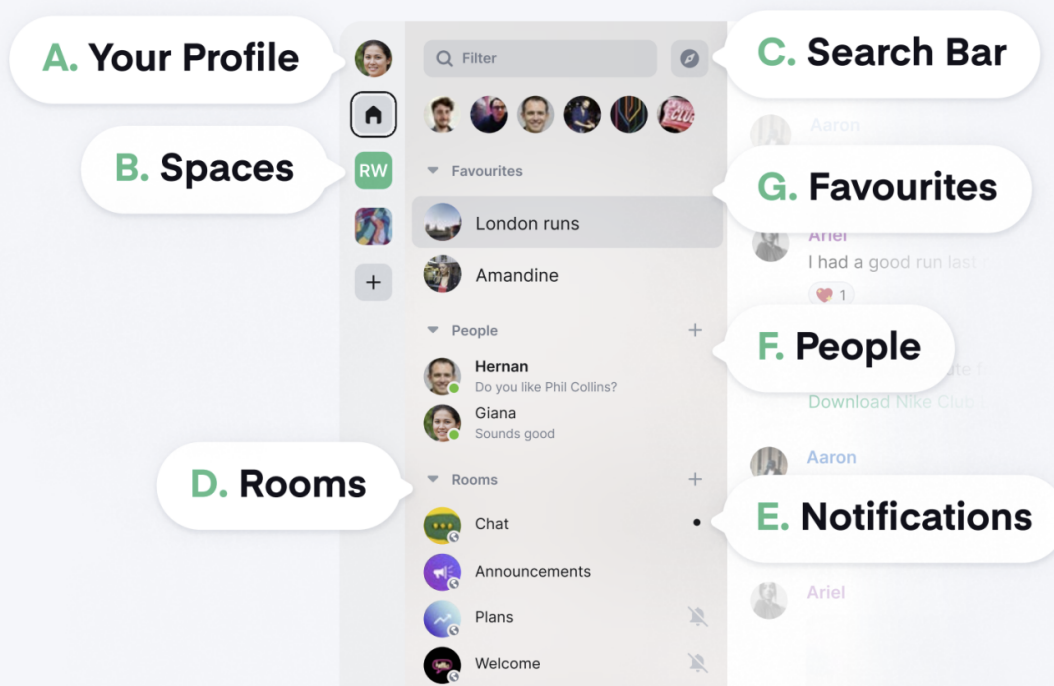 A. Your Profile
Filter
C. Search Bar
Aaron
B. Spaces
RW
Favourites
G. Favourites
London runs
Ariel
I had a good run last
1
Amandine
People
F. People
Hernan
Do you like Phil Collins?
Giana
Sounds good
Download Nike Club
Aaron
D. Rooms
Rooms
Chat
E. Notifications
Announcements
Ariel
Plans
Welcome